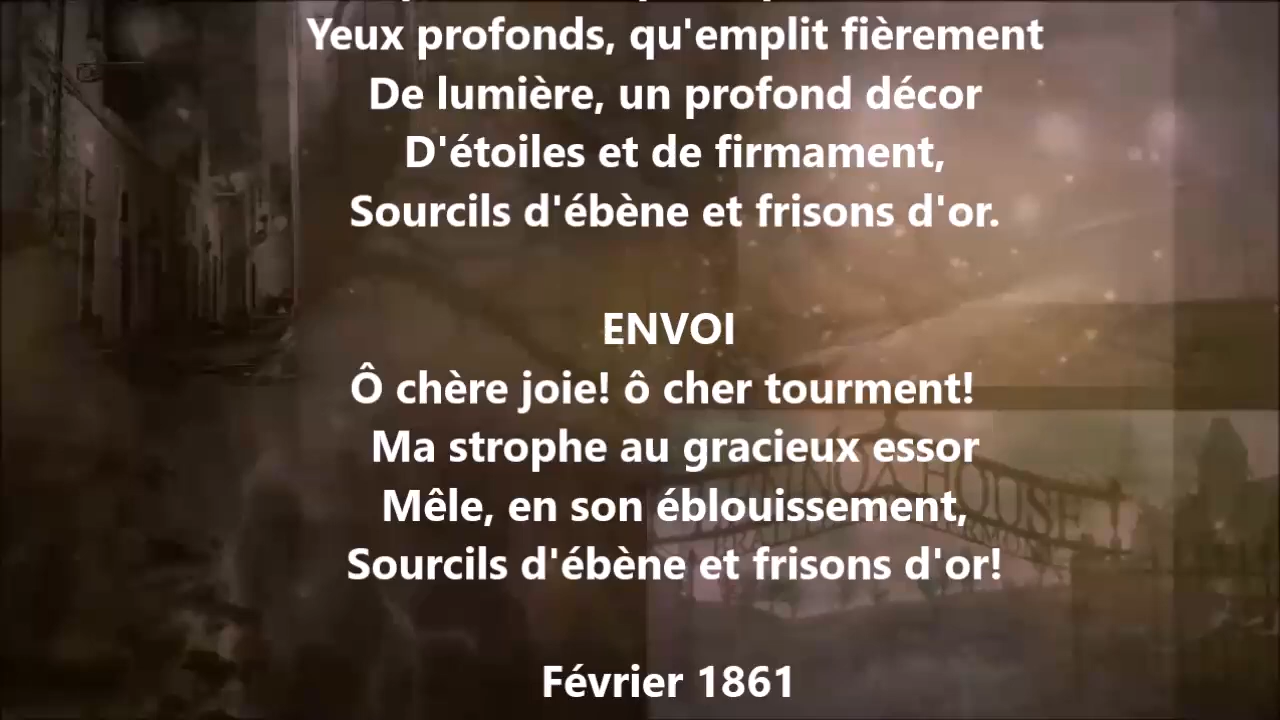 Yeux profonds, qu'emplit fièrement
De lumière, un profond décor
D'étoiles et de firmament,
Sourcils d'ébène et frisons d'or.
ENVOI
Ô chère joie! ô cher tourment!
Ma strophe au gracieux essor
Mêle, en son éblouissement,
Sourcils d'ébène et frisons d'or!
Février 1861
HOUSE